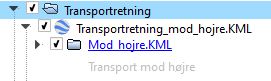 Transportretning
Transportretning_mod_hojre.KML
Mod_hojre.KML
Transport mod højre